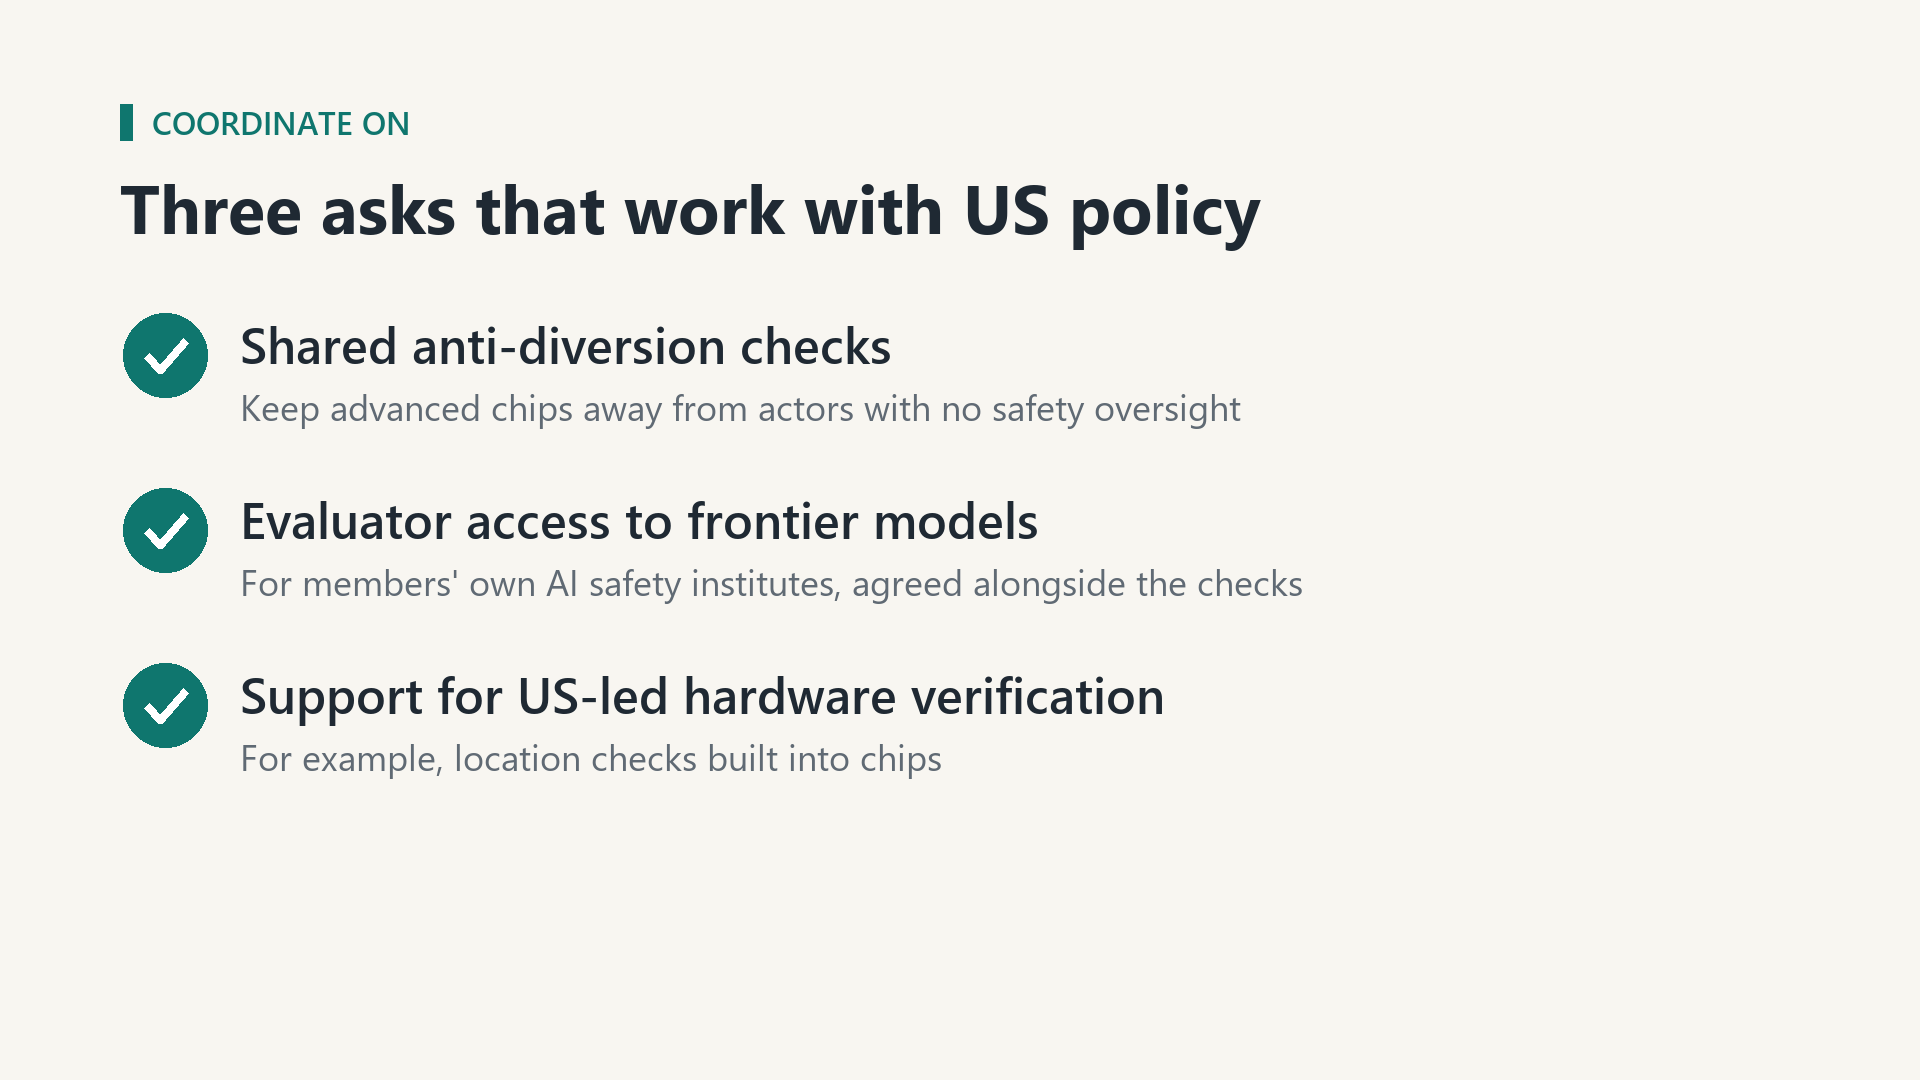 COORDINATE ON
Three asks that work with US policy
Shared anti-diversion checks
Keep advanced chips away from actors with no safety oversight
Evaluator access to frontier models
For members' own AI safety institutes, agreed alongside the checks
Support for US-led hardware verification
For example, location checks built into chips